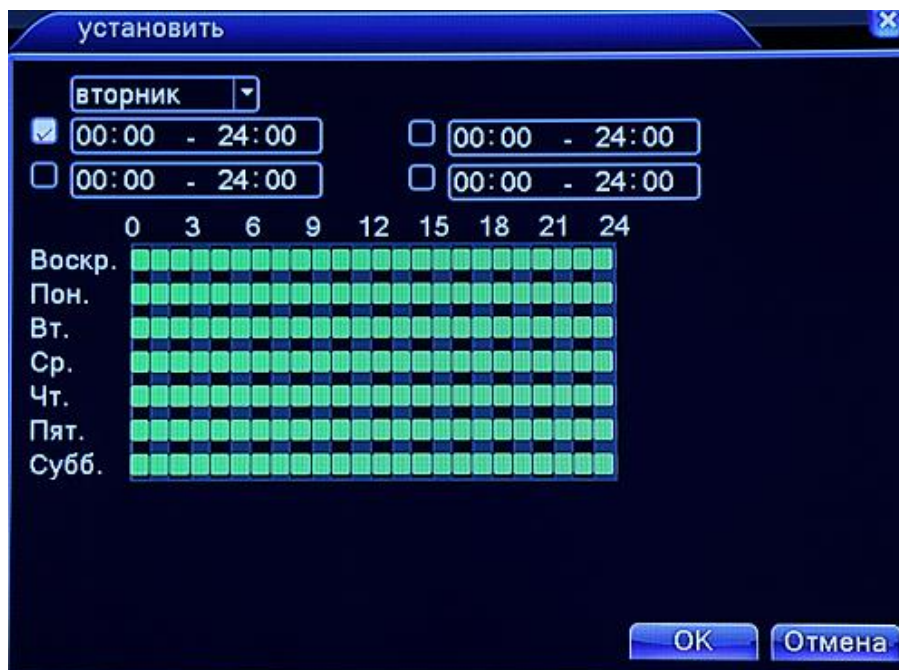 установить
вторник
00:00 - 24:00 00:00 - 24:00
00:00 - 24:00 00:00 - 24:00
0 3 6 9 12 15 18 21 24
Воскр.
Пон.
Вт.
Ср.
Чт.
Пят.
Субб.
OK Отмена